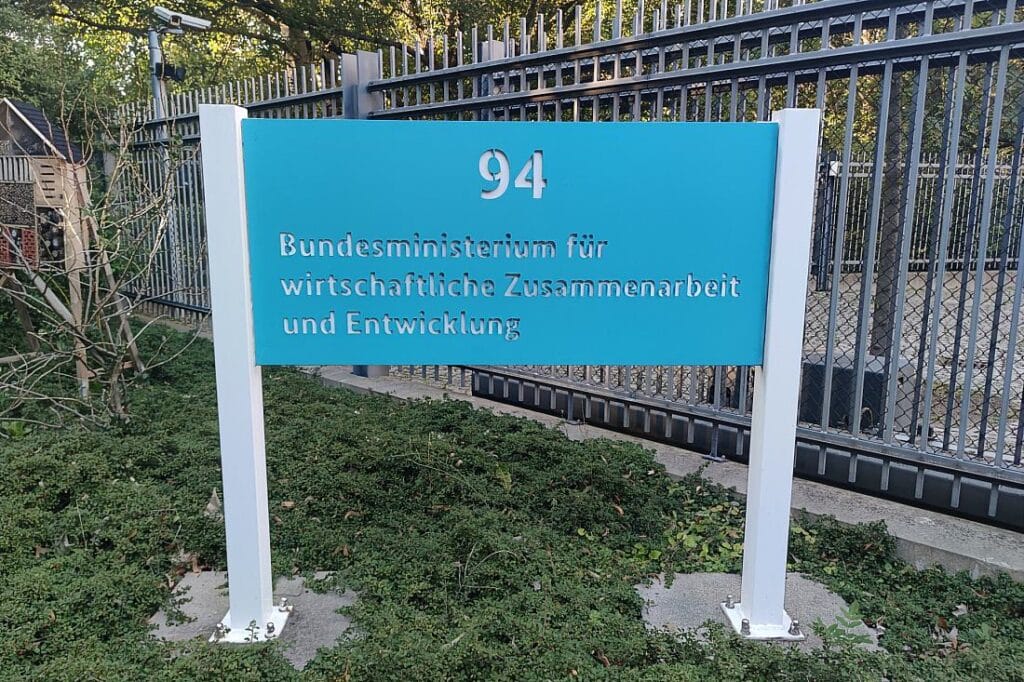 94
Bundesministerium für
wirtschaftliche Zusammenarbeit
und Entwicklung